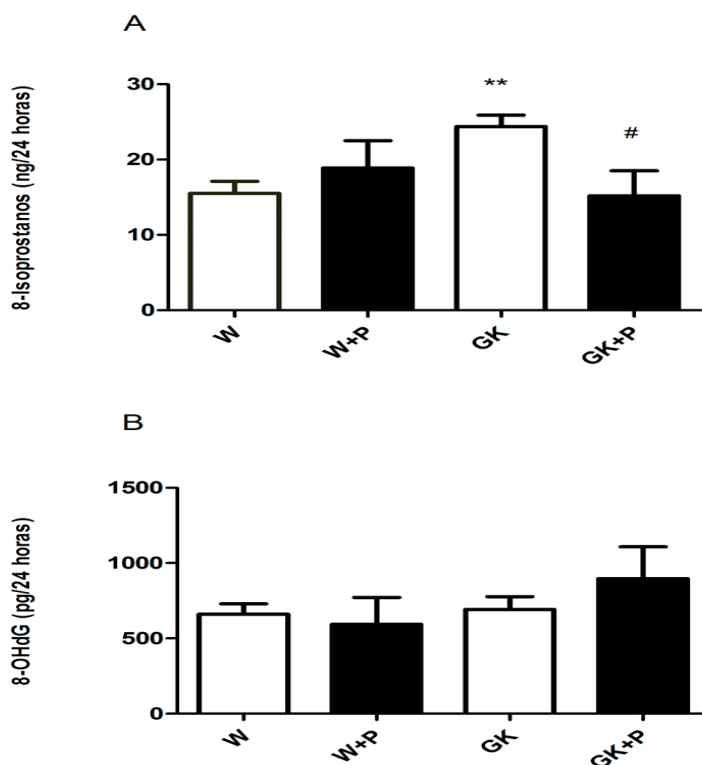 A
8-Isoprostanos (ng/24 horas)
30
20
10
0
**
#
W
W+P
GK
GK+P
B
8-OHdG (pg/24 horas)
1500
1000
500
0
W
W+P
GK
GK+P